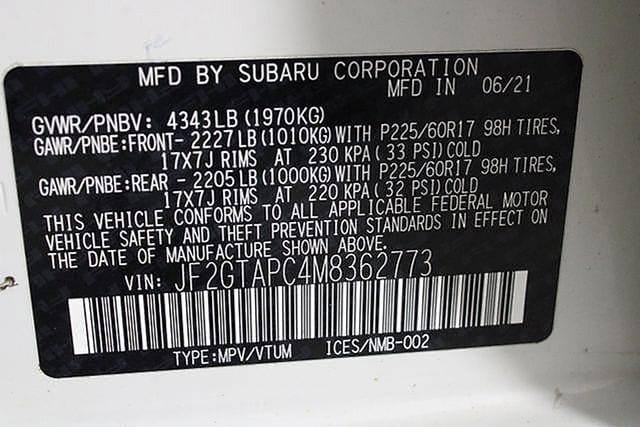 MFD BY SUBARU CORPORATION
MFD IN 06/21
GVWR/PNBV: 4343LB (1970KG)
GAWR/PNBE:FRONT- 2227LB (1010KG) WITH P225/60R17 98H TIRES,
17X7J RIMS AT 230 KPA( 33 PSI) COLD
GAWR/PNBE:REAR - 2205LB (1000KG) WITH P225/60R17 98H TIRES,
17X7J RIMS AT 220 KPA( 32 PSI) COLD
THIS VEHICLE CONFORMS TO ALL APPLICABLE FEDERAL MOTOR
VEHICLE SAFETY AND THEFT PREVENTION STANDARDS IN EFFECT ON
THE DATE OF MANUFACTURE SHOWN ABOVE.
VIN: JF2GTAPC4M8362773
TYPE:MPV/VTUM ICES/NMB-002